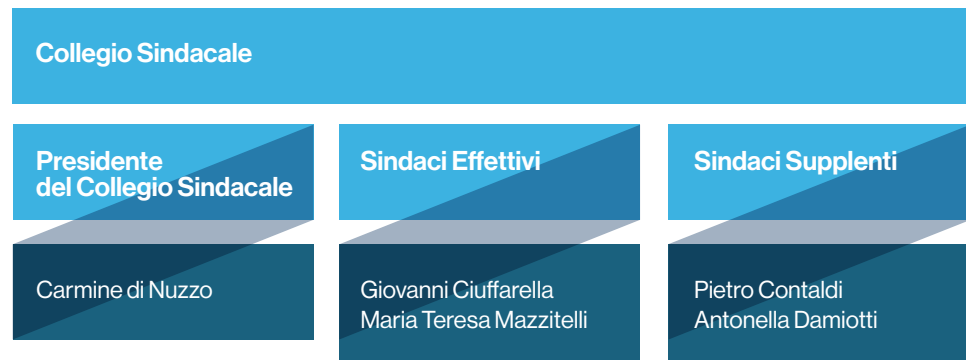 Collegio Sindacale
Presidente
del Collegio Sindacale
Carmine di Nuzzo
Sindaci Effettivi
Giovanni Ciuffarella
Maria Teresa Mazzitelli
Sindaci Supplenti
Pietro Contaldi
Antonella Damiotti